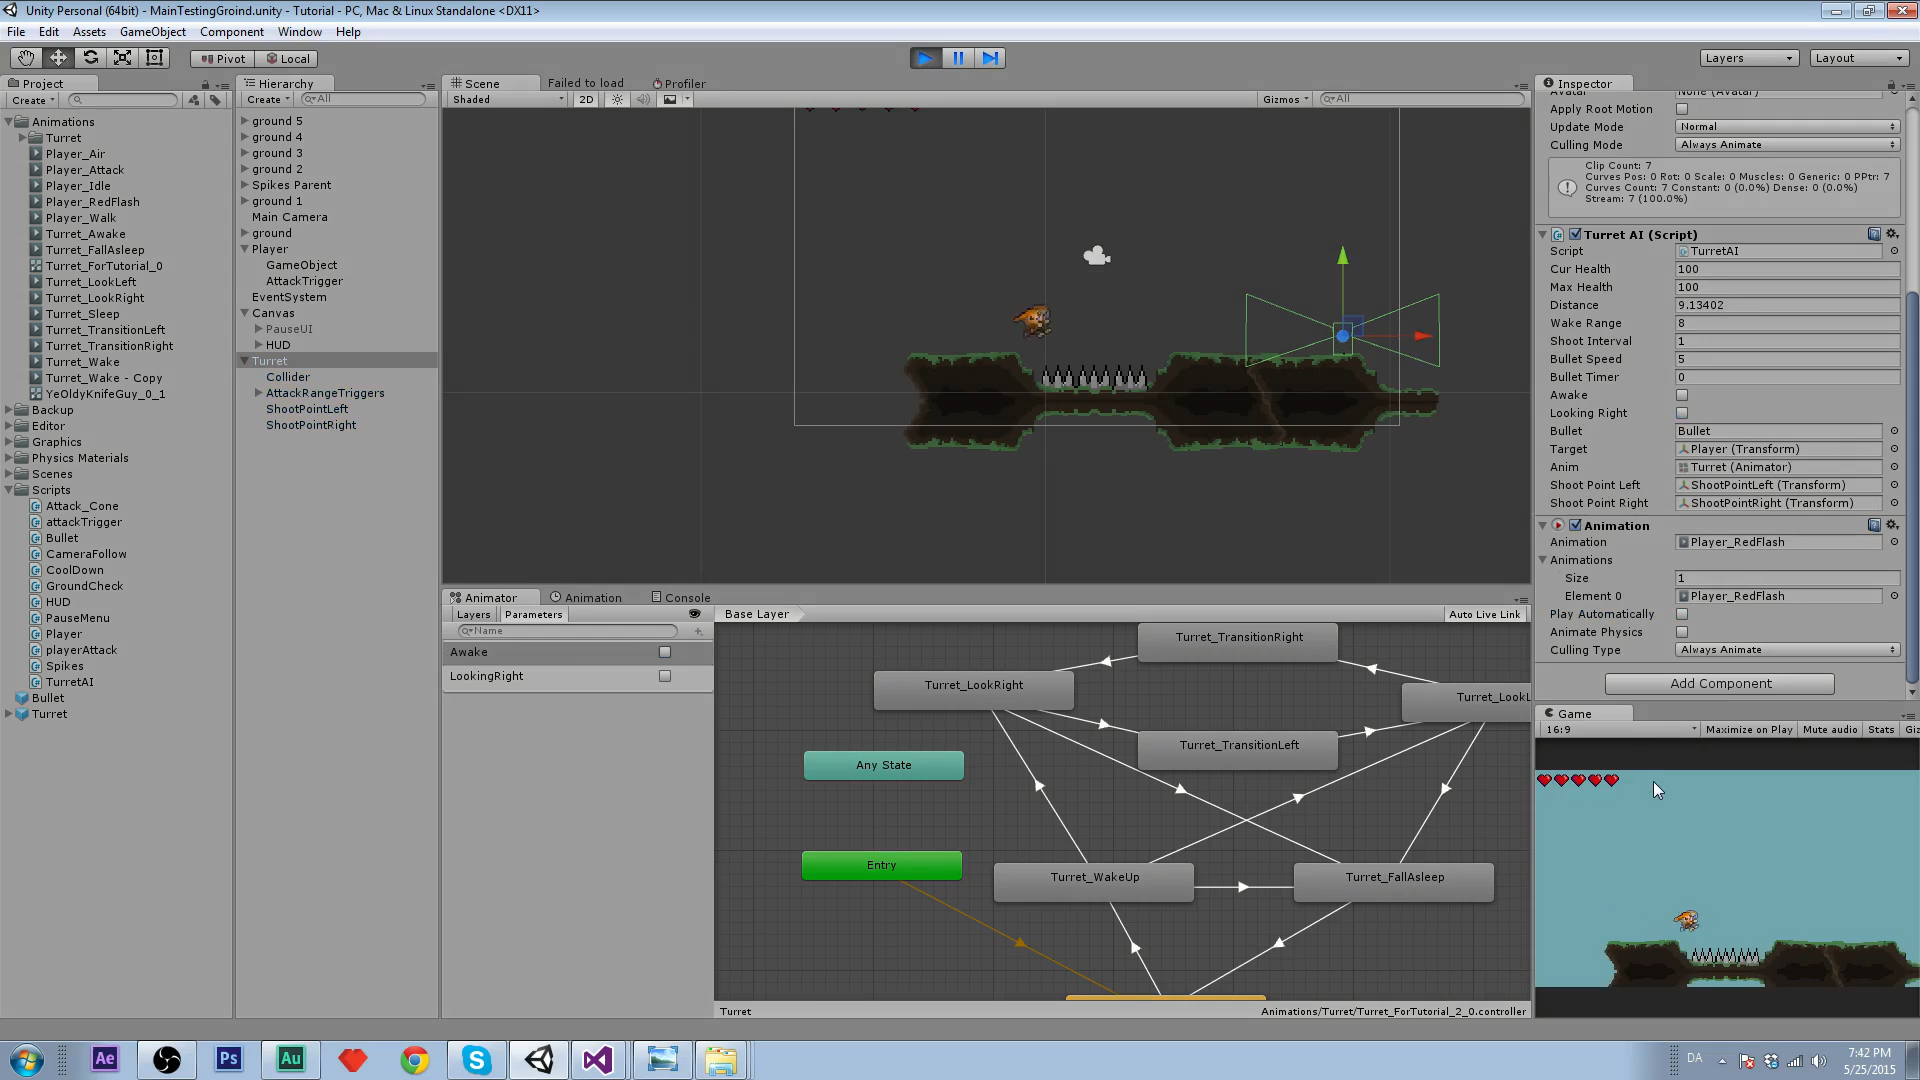 Unity Personal (64bit) - MainTestingGroind.unity - Tutorial - PC, Mac & Linux Standalone <DX11>
File Edit Assets GameObject Component Window Help
Pivot Local Layers Layout
Project
Create
Animations
Turret
Player_Air
Player_Attack
Player_Idle
Player_RedFlash
Player_Walk
Turret_Awake
Turret_FallAsleep
Turret_ForTutorial_0
Turret_LookLeft
Turret_LookRight
Turret_Sleep
Turret_TransitionLeft
Turret_TransitionRight
Turret_Wake
Turret_Wake - Copy
YeOldyKnifeGuy_0_1
Backup
Editor
Graphics
Physics Materials
Scenes
Scripts
Attack_Cone
attackTrigger
Bullet
CameraFollow
CoolDown
GroundCheck
HUD
PauseMenu
Player
playerAttack
Spikes
TurretAI
Bullet
Turret
Hierarchy
Create All
ground 5
ground 4
ground 3
ground 2
Spikes Parent
ground 1
Main Camera
ground
Player
GameObject
AttackTrigger
EventSystem
Canvas
PauseUI
HUD
Turret
Collider
AttackRangeTriggers
ShootPointLeft
ShootPointRight
Scene Failed to load Profiler
Shaded 2D Gizmos All
Animator Animation Console
Layers Parameters
Name
Awake
LookingRight
Base Layer Auto Live Link
Turret_TransitionRight
Turret_LookRight
Turret_LookL
Turret_TransitionLeft
Any State
Entry
Turret_WakeUp
Turret_FallAsleep
Turret Animations/Turret/Turret_ForTutorial_2_0.controller
Inspector
Avatar None (Avatar)
Apply Root Motion
Update Mode Normal
Culling Mode Always Animate
Clip Count: 7
Curves Pos: 0 Rot: 0 Scale: 0 Muscles: 0 Generic: 0 PPtr: 7
Curves Count: 7 Constant: 0 (0.0%) Dense: 0 (0.0%)
Stream: 7 (100.0%)
Turret AI (Script)
Script TurretAI
Cur Health 100
Max Health 100
Distance 9.13402
Wake Range 8
Shoot Interval 1
Bullet Speed 5
Bullet Timer 0
Awake
Looking Right
Bullet Bullet
Target Player (Transform)
Anim Turret (Animator)
Shoot Point Left ShootPointLeft (Transform)
Shoot Point Right ShootPointRight (Transform)
Animation
Animation Player_RedFlash
Animations
Size 1
Element 0 Player_RedFlash
Play Automatically
Animate Physics
Culling Type Always Animate
Add Component
Game
16:9 Maximize on Play Mute audio Stats Giz
Ae Ps Au DA
7:42 PM
5/25/2015